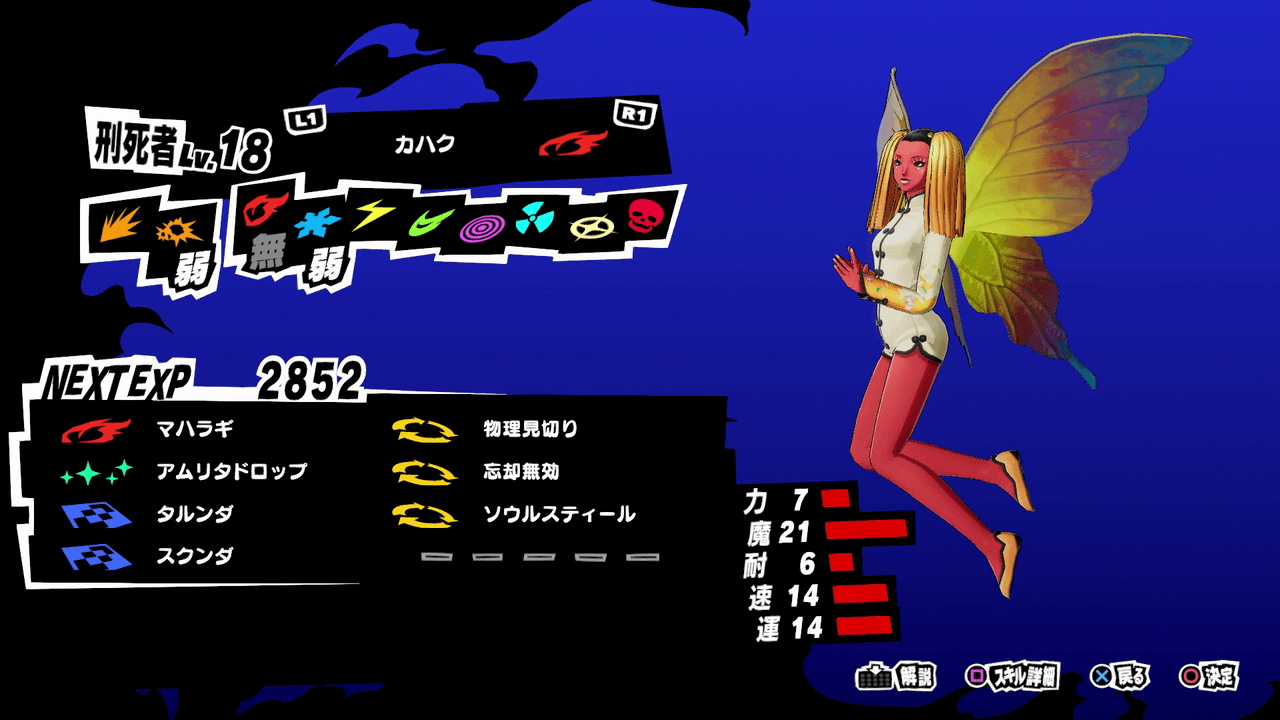 L1
R1
刑死者 Lv.18
カハク
弱
無
弱
NEXT EXP 2852
マハラギ
アムリタドロップ
タルンダ
スクンダ
物理見切り
忘却無効
ソウルスティール
力 7
魔 21
耐 6
速 14
運 14
解説
スキル詳細
戻る
決定